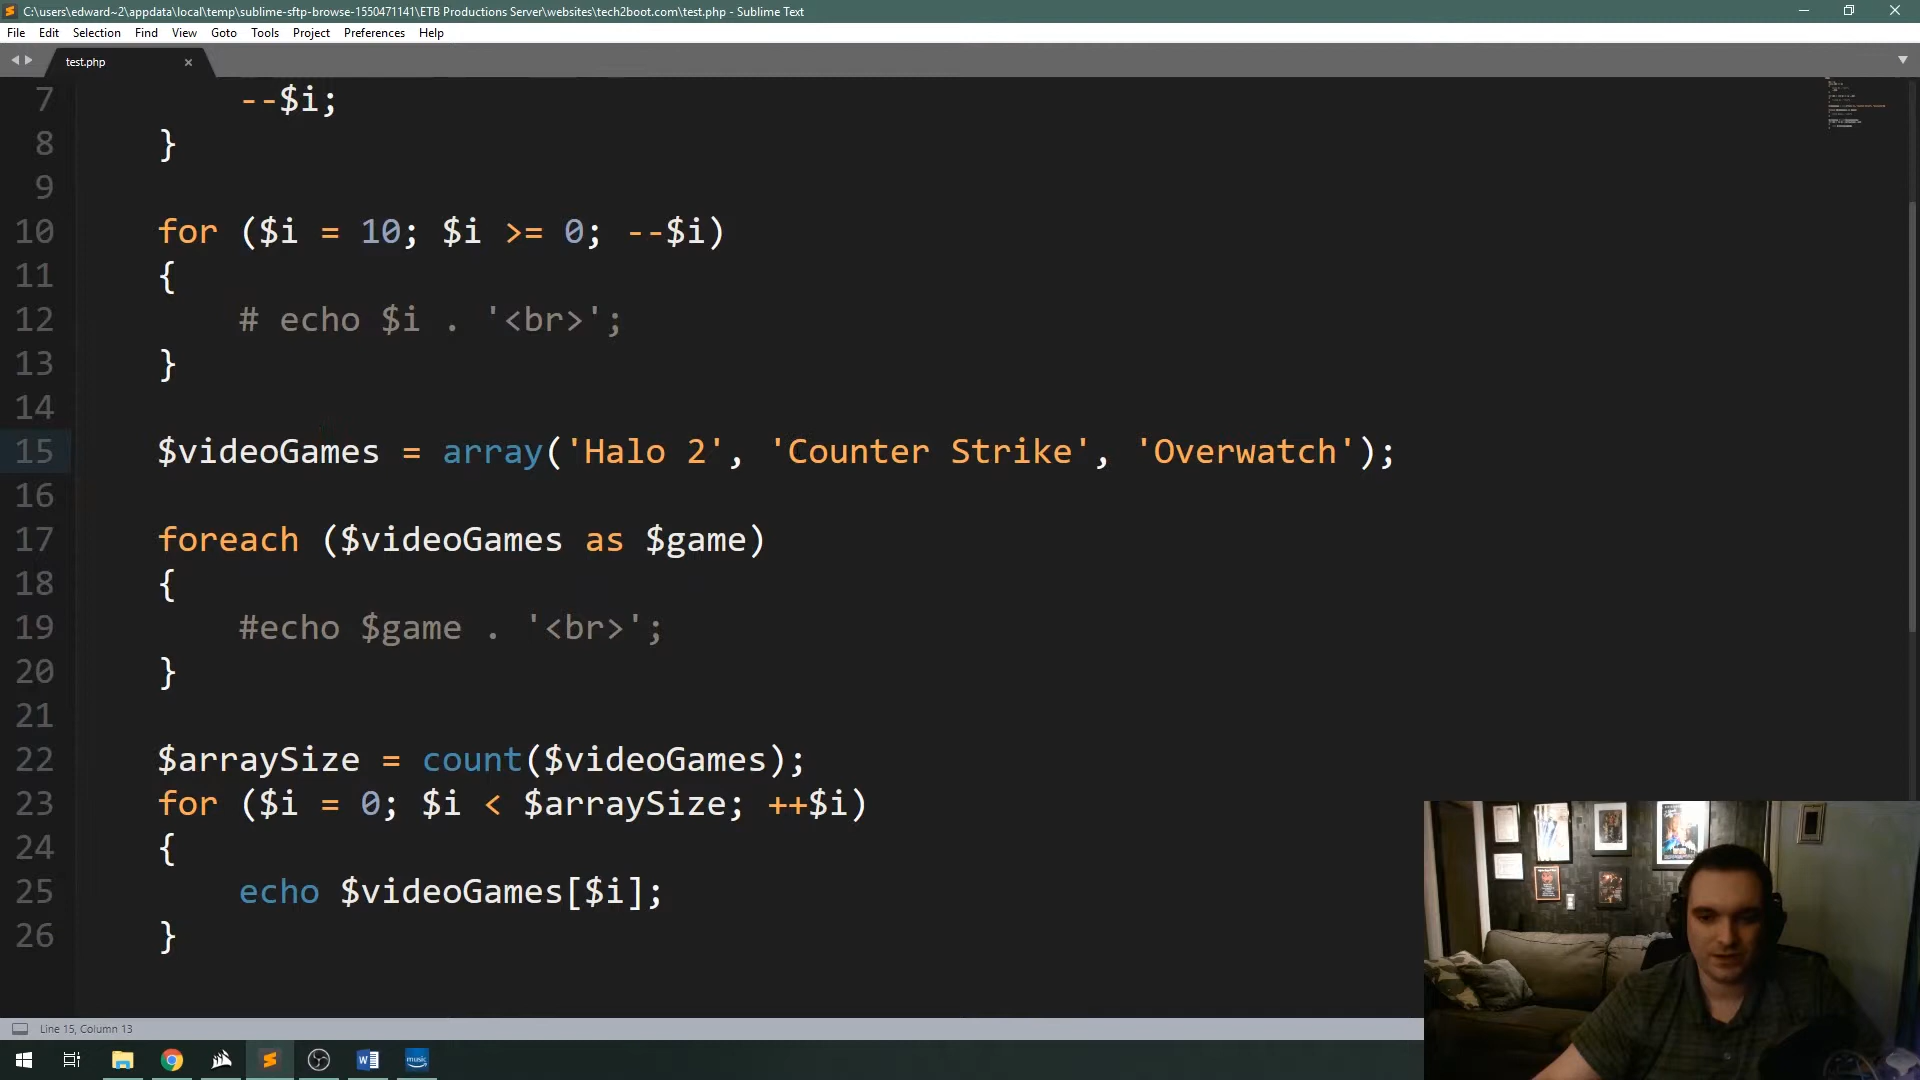 C:\users\edward~2\appdata\local\temp\sublime-sftp-browse-1550471141\ETB Productions Server\websites\tech2boot.com\test.php - Sublime Text
File Edit Selection Find View Goto Tools Project Preferences Help
test.php
7 --$i;
8 }
9
10 for ($i = 10; $i >= 0; --$i)
11 {
12 # echo $i . '<br>';
13 }
14
15 $videoGames = array('Halo 2', 'Counter Strike', 'Overwatch');
16
17 foreach ($videoGames as $game)
18 {
19 #echo $game . '<br>';
20 }
21
22 $arraySize = count($videoGames);
23 for ($i = 0; $i < $arraySize; ++$i)
24 {
25 echo $videoGames[$i];
26 }
Line 15, Column 13
music